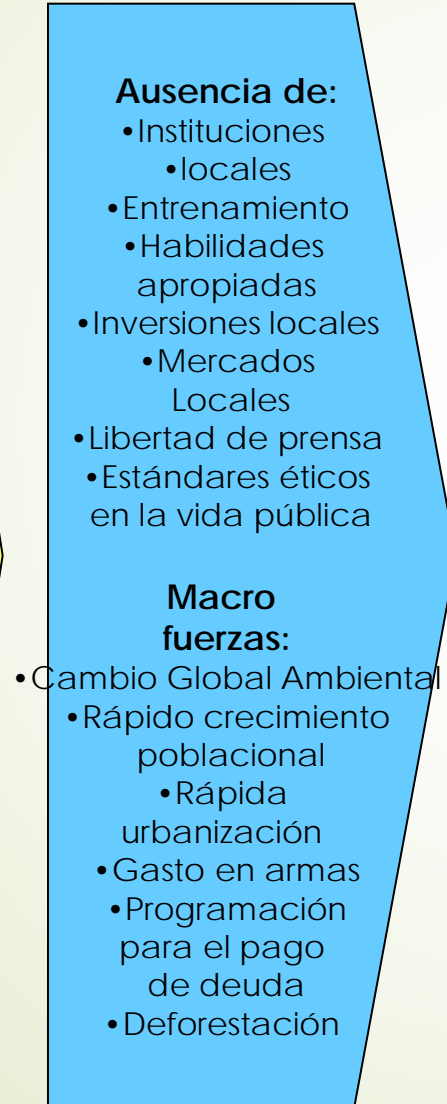 Ausencia de:
•Instituciones
•locales
•Entrenamiento
•Habilidades
apropiadas
•Inversiones locales
•Mercados
Locales
•Libertad de prensa
•Estándares éticos
en la vida pública
Macro
fuerzas:
•Cambio Global Ambiental
•Rápido crecimiento
poblacional
•Rápida
urbanización
•Gasto en armas
•Programación
para el pago
de deuda
•Deforestación